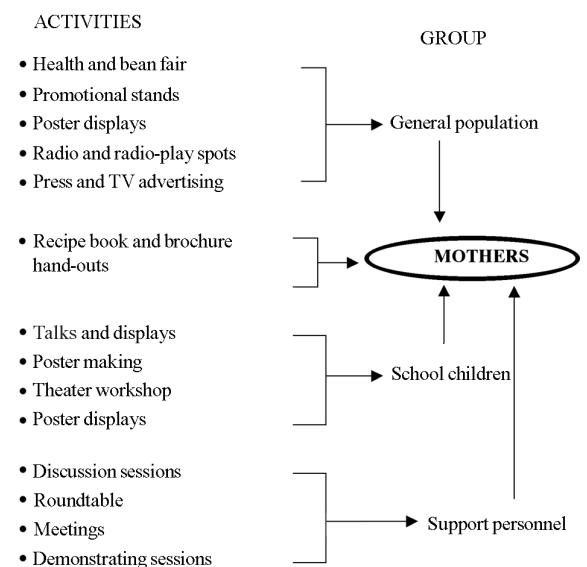 ACTIVITIES
GROUP
• Health and bean fair
• Promotional stands
• Poster displays
• Radio and radio-play spots
• Press and TV advertising
General population
• Recipe book and brochure
hand-outs
MOTHERS
• Talks and displays
• Poster making
• Theater workshop
• Poster displays
School children
• Discussion sessions
• Roundtable
• Meetings
• Demonstrating sessions
Support personnel